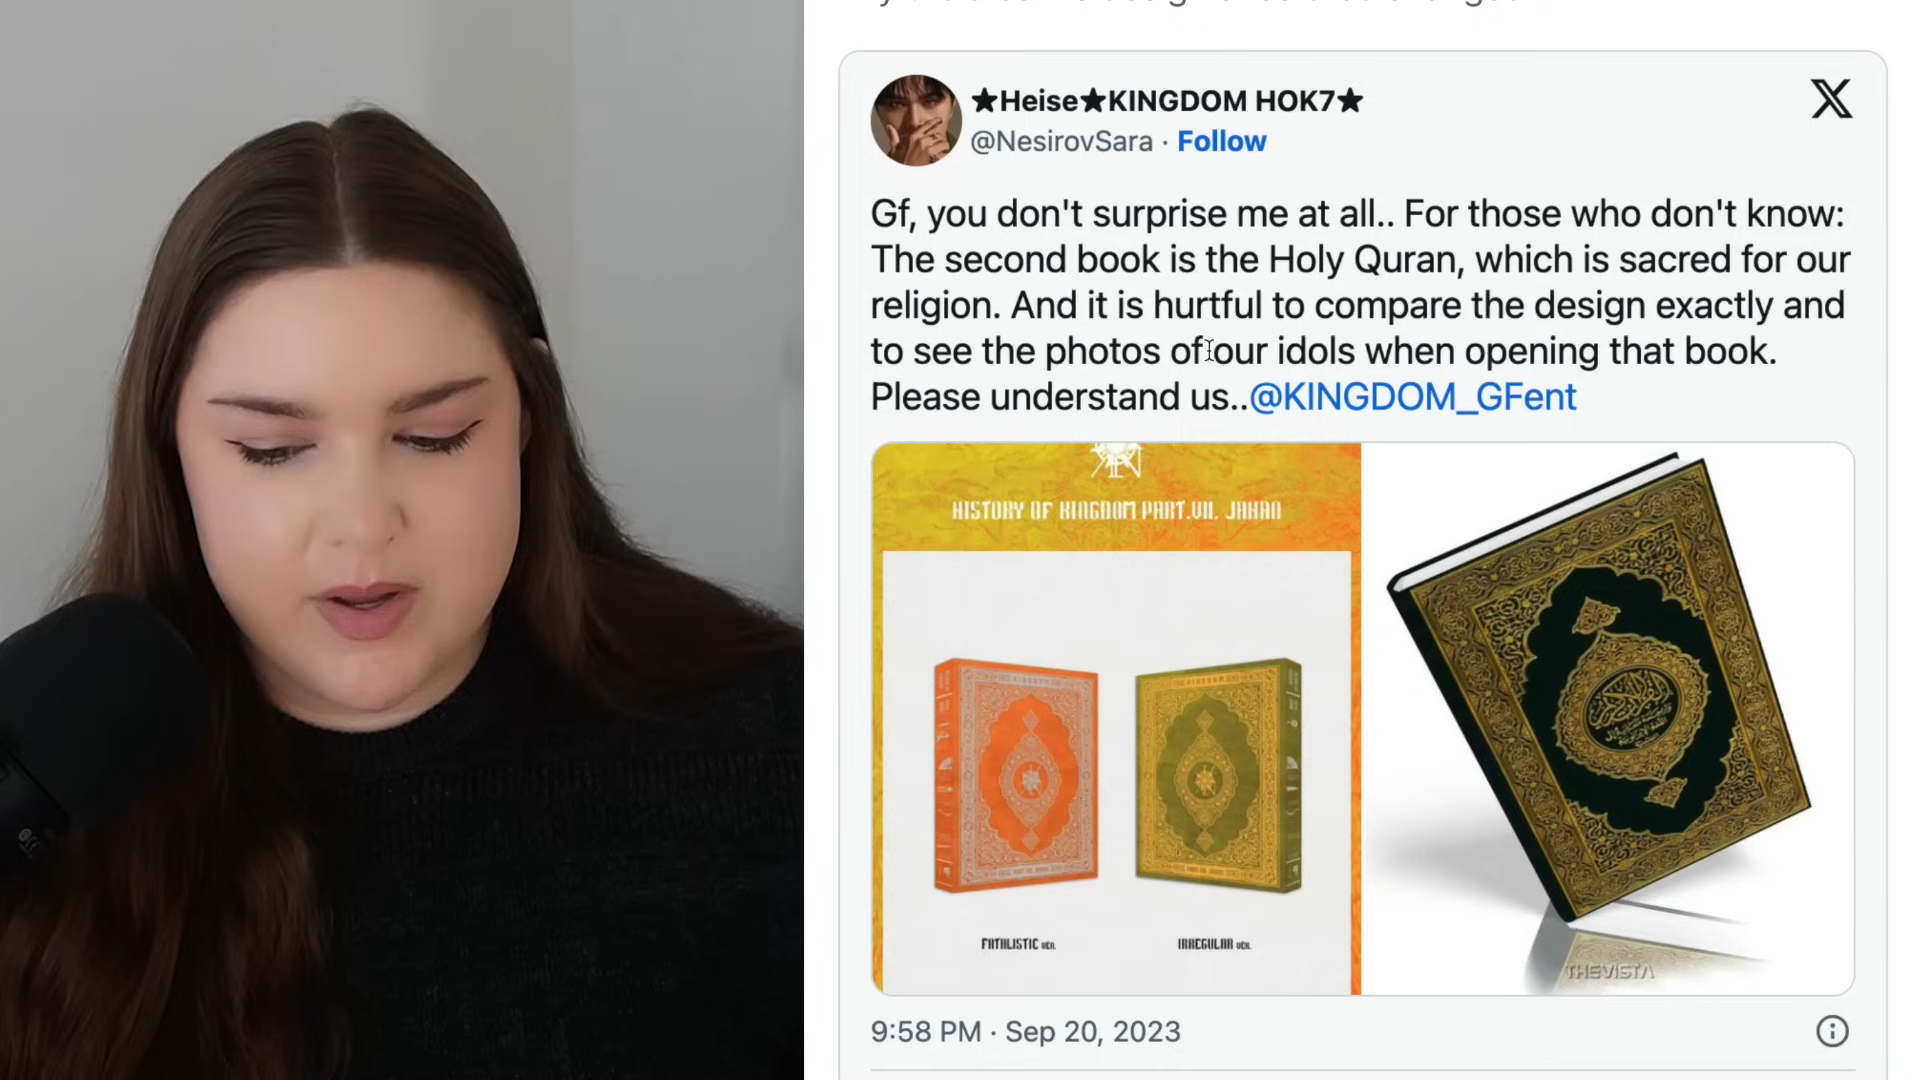 ★Heise★KINGDOM HOK7★
@NesirovSara · Follow
Gf, you don't surprise me at all.. For those who don't know:
The second book is the Holy Quran, which is sacred for our
religion. And it is hurtful to compare the design exactly and
to see the photos of our idols when opening that book.
Please understand us..@KINGDOM_GFent
HISTORY OF KINGDOM PART.VII. JAHAN
FATALISTIC VER.
IRREGULAR VER.
THEVISTA
9:58 PM · Sep 20, 2023